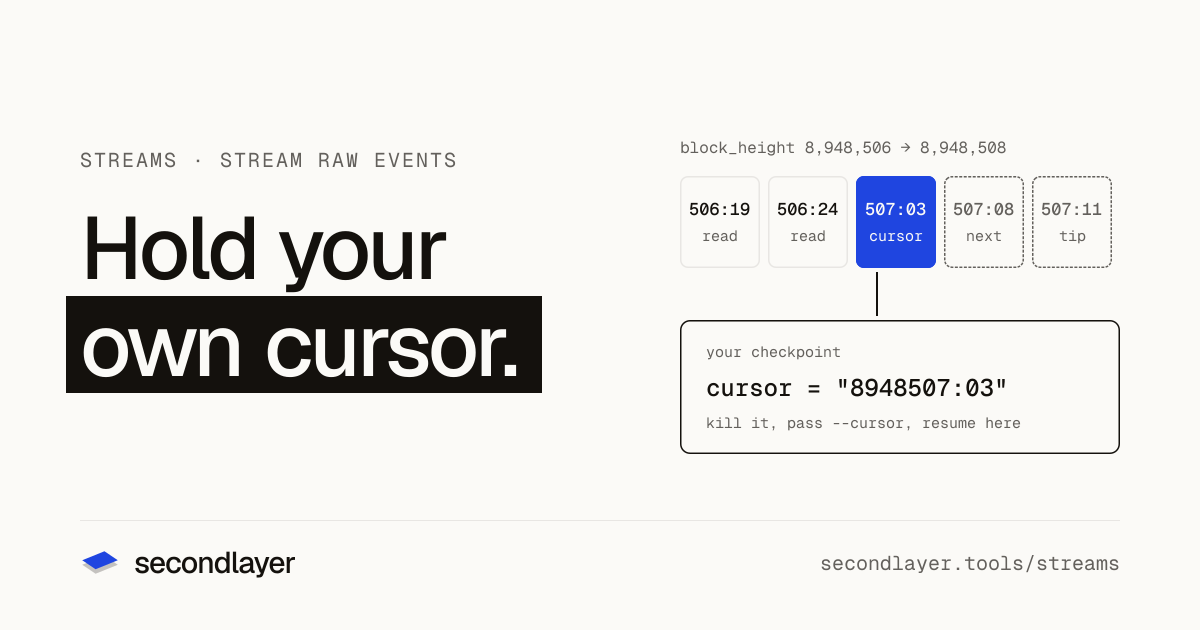 STREAMS · STREAM RAW EVENTS
Hold your
own cursor.
block_height 8,948,506 → 8,948,508
506:19 506:24 507:03 507:08 507:11
read read cursor next tip
your checkpoint
cursor = "8948507:03"
kill it, pass --cursor, resume here
secondlayer
secondlayer.tools/streams